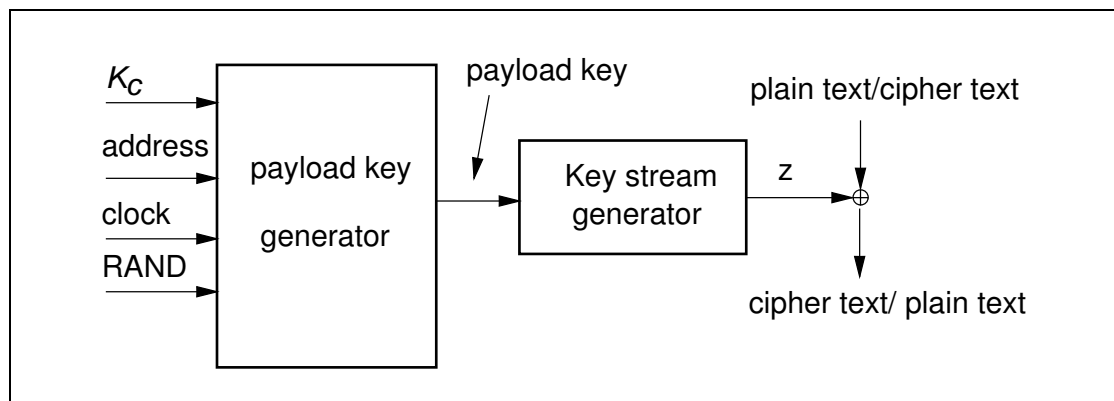 K_C
address
clock
RAND
payload key
generator
payload key
Key stream
generator
z
plain text/cipher text
⊕
cipher text/ plain text